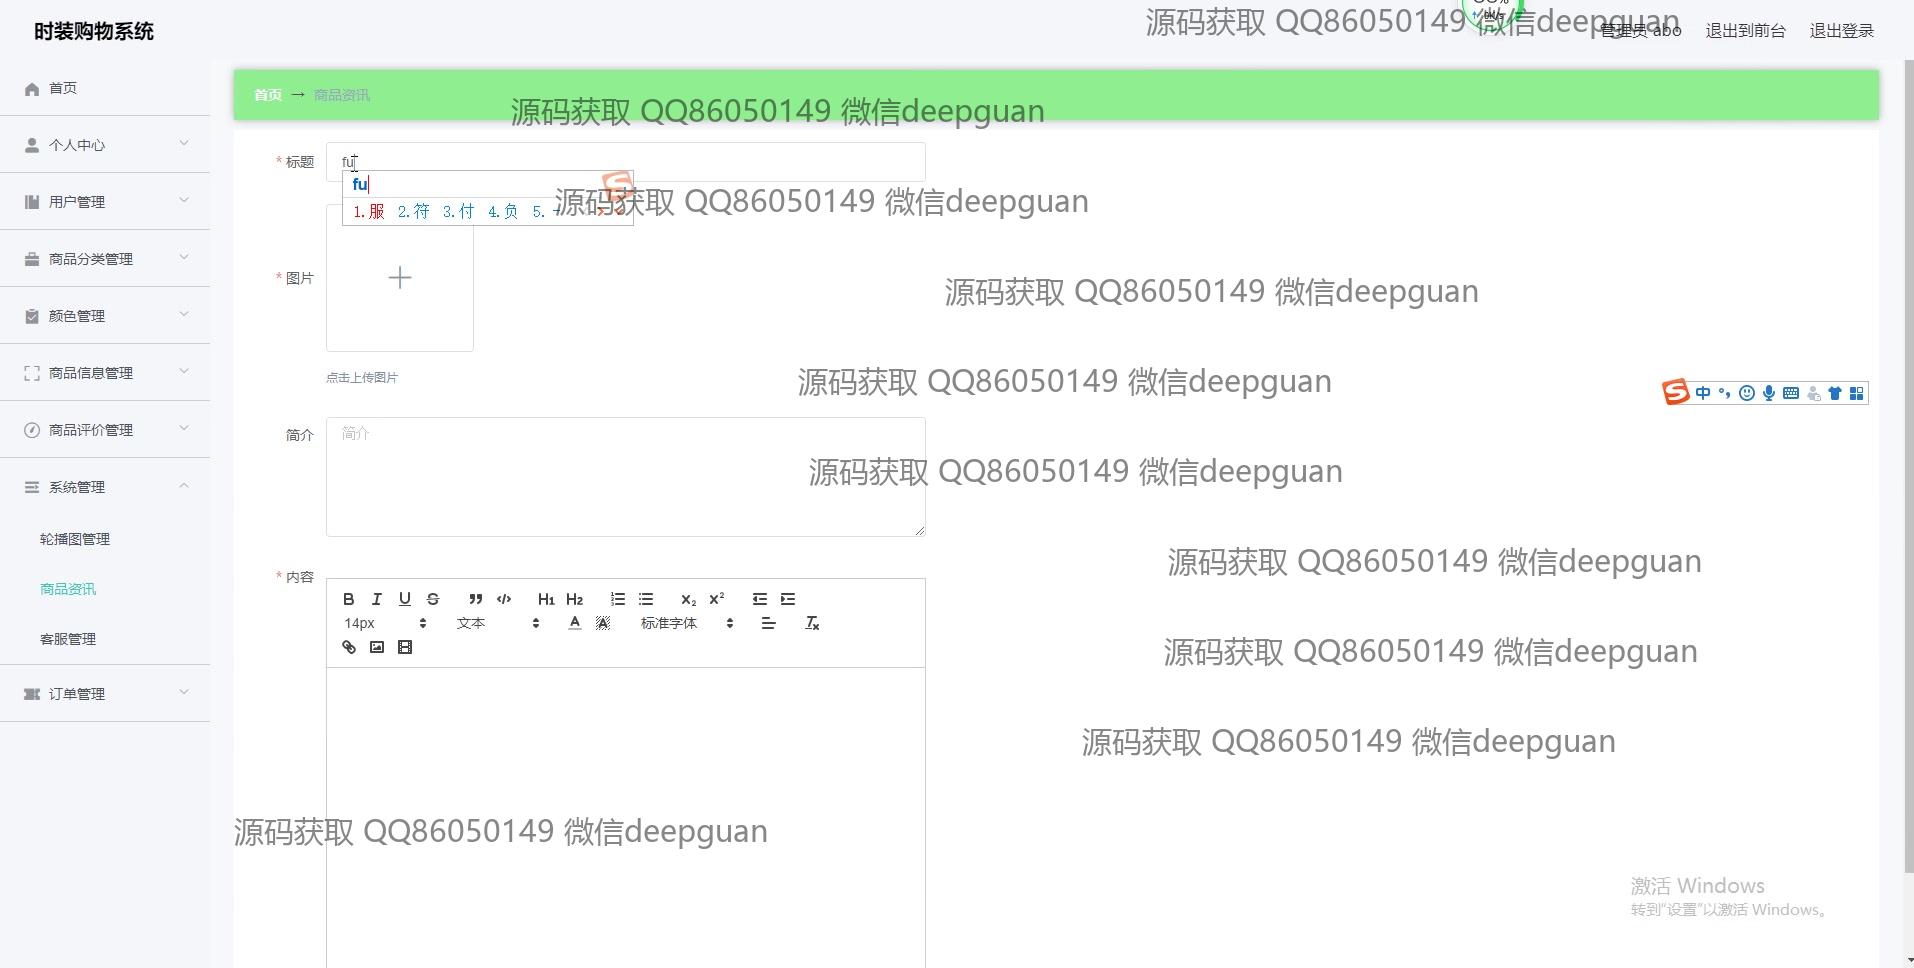 时装购物系统
源码获取 QQ86050149 微信deepguan
管理员 abo 退出到前台 退出登录
首页
首页 → 商品资讯
源码获取 QQ86050149 微信deepguan
个人中心
* 标题 fu
fu
1.服 2.符 3.付 4.负 5.
源码获取 QQ86050149 微信deepguan
用户管理
商品分类管理
* 图片
源码获取 QQ86050149 微信deepguan
颜色管理
商品信息管理
点击上传图片
源码获取 QQ86050149 微信deepguan
中
商品评价管理
简介 简介
源码获取 QQ86050149 微信deepguan
系统管理
轮播图管理
源码获取 QQ86050149 微信deepguan
* 内容
商品资讯
B I U S H1 H2 X2 X2
14px 文本 A A 标准字体 Tx
客服管理
源码获取 QQ86050149 微信deepguan
订单管理
源码获取 QQ86050149 微信deepguan
源码获取 QQ86050149 微信deepguan
激活 Windows
转到“设置”以激活 Windows。